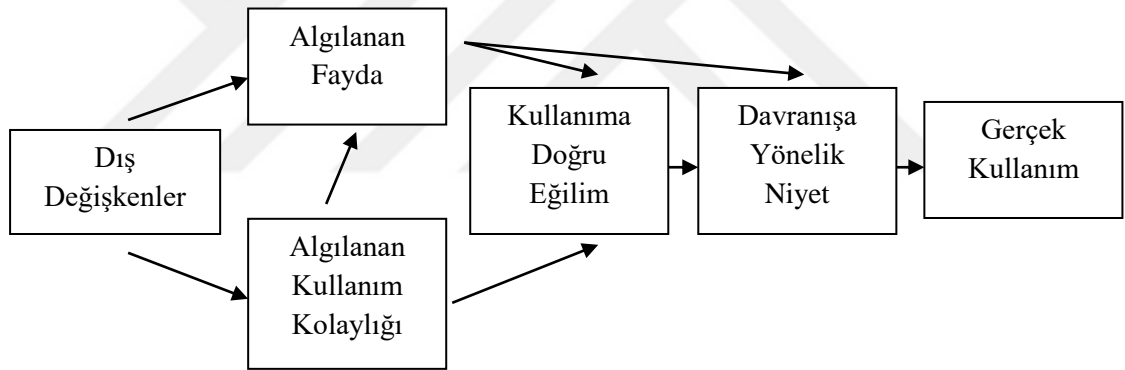 Dış
Değişkenler
Algılanan
Fayda
Algılanan
Kullanım
Kolaylığı
Kullanıma
Doğru
Eğilim
Davranışa
Yönelik
Niyet
Gerçek
Kullanım